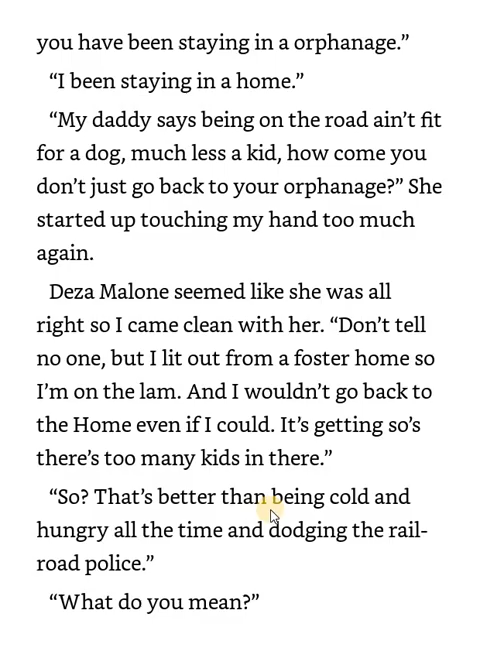 you have been staying in a orphanage.”
“I been staying in a home.”
“My daddy says being on the road ain’t fit
for a dog, much less a kid, how come you
don’t just go back to your orphanage?” She
started up touching my hand too much
again.
Deza Malone seemed like she was all
right so I came clean with her. “Don’t tell
no one, but I lit out from a foster home so
I’m on the lam. And I wouldn’t go back to
the Home even if I could. It’s getting so’s
there’s too many kids in there.”
“So? That’s better than being cold and
hungry all the time and dodging the rail-
road police.”
“What do you mean?”